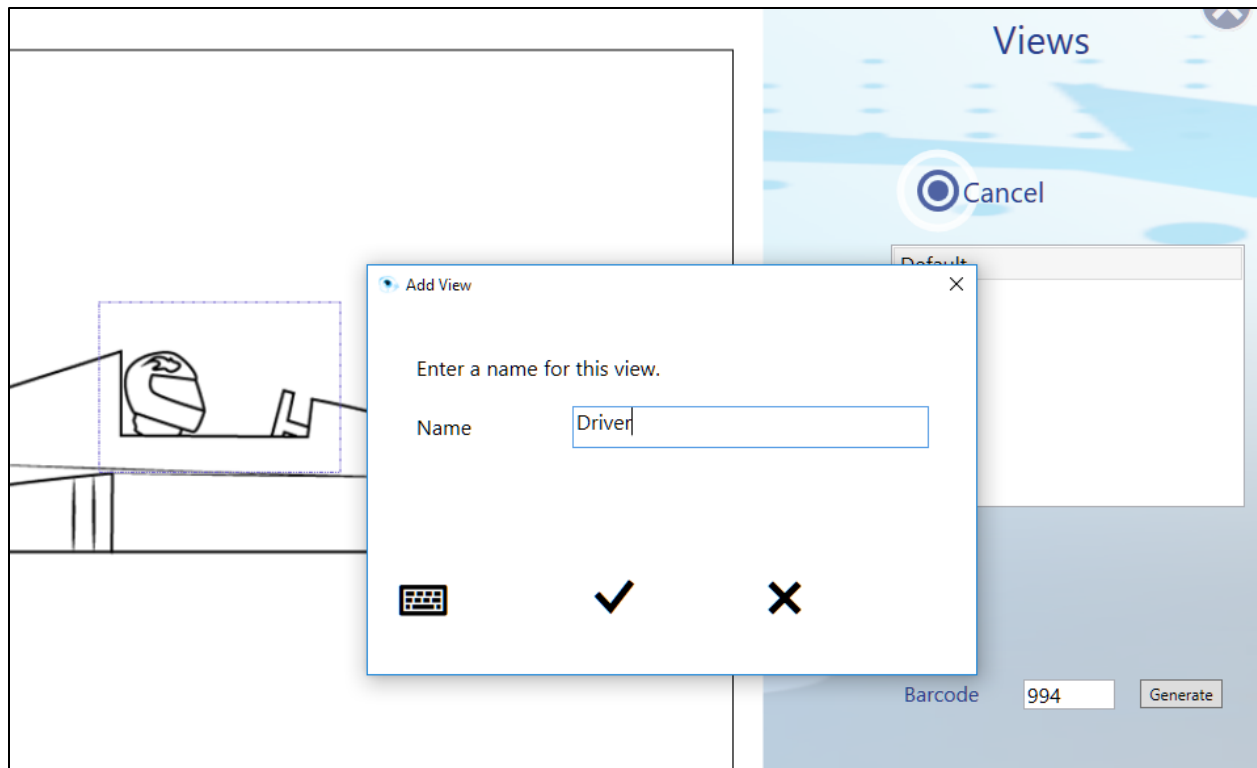 Views
Cancel
Default
Add View
Enter a name for this view.
Name
Driver
Barcode
994
Generate